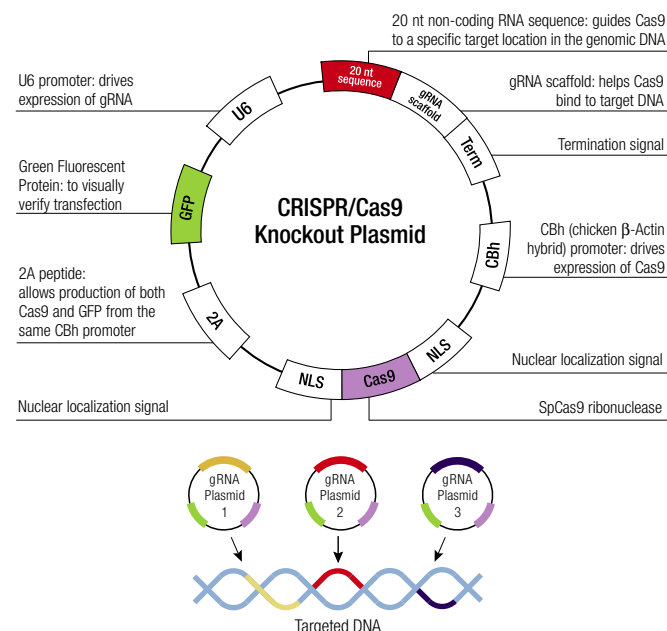 20 nt non-coding RNA sequence: guides Cas9
to a specific target location in the genomic DNA
U6 promoter: drives
expression of gRNA
gRNA scaffold: helps Cas9
bind to target DNA
Termination signal
Green Fluorescent
Protein: to visually
verify transfection
CBh (chicken β-Actin
hybrid) promoter: drives
expression of Cas9
2A peptide:
allows production of both
Cas9 and GFP from the
same CBh promoter
Nuclear localization signal
Nuclear localization signal
SpCas9 ribonuclease
CRISPR/Cas9
Knockout Plasmid
20 nt
sequence
gRNA
scaffold
Term
CBh
NLS
Cas9
NLS
2A
GFP
U6
gRNA
Plasmid
1
gRNA
Plasmid
2
gRNA
Plasmid
3
Targeted DNA